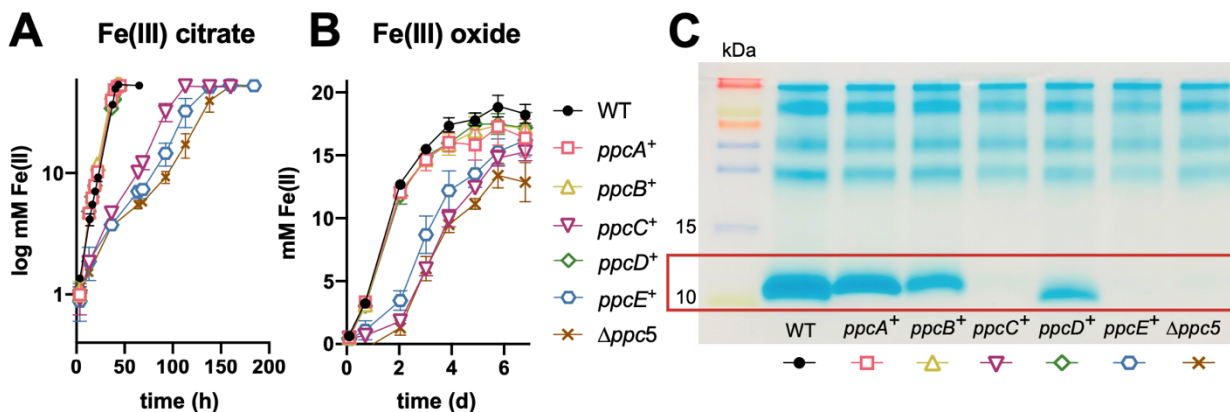 A Fe(III) citrate
log mM Fe(II)
10
1
0 50 100 150 200
time (h)
B Fe(III) oxide
mM Fe(II)
20
15
10
5
0
0 2 4 6
time (d)
WT
ppcA+
ppcB+
ppcC+
ppcD+
ppcE+
Δppc5
C
kDa
15
10
WT ppcA+ ppcB+ ppcC+ ppcD+ ppcE+ Δppc5